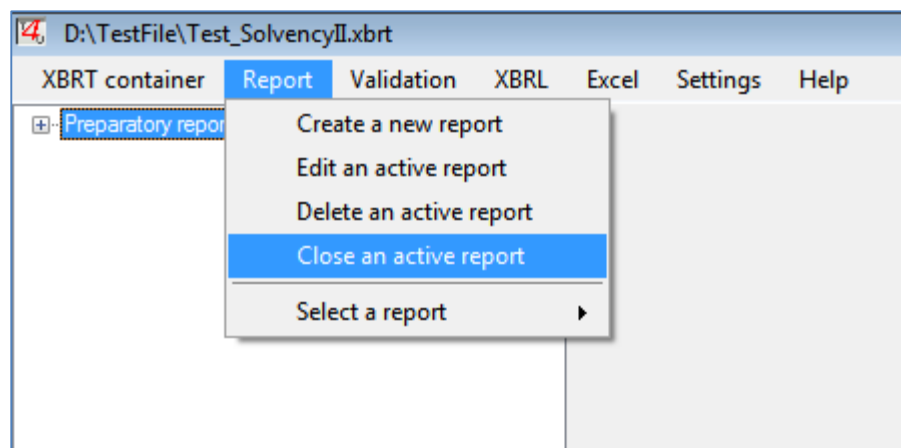 D:\TestFile\Test_SolvencyII.xbrt
XBRT container Report Validation XBRL Excel Settings Help
Preparatory repor
Create a new report
Edit an active report
Delete an active report
Close an active report
Select a report